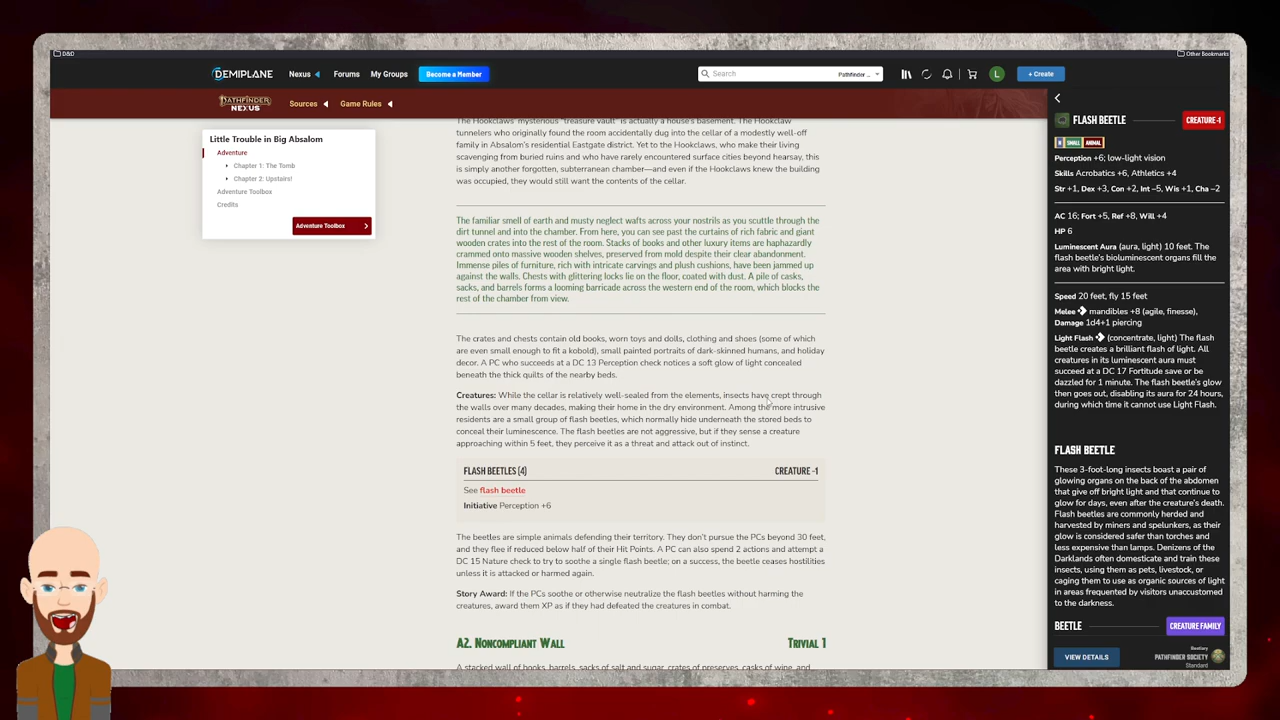 D&D
Other Bookmarks
DEMIPLANE
Nexus
Forums
My Groups
Become a Member
Search
Pathfinder ...
L
+ Create
PATHFINDER
NEXUS
Sources
Game Rules
Little Trouble in Big Absalom
Adventure
Chapter 1: The Tomb
Chapter 2: Upstairs!
Adventure Toolbox
Credits
Adventure Toolbox
The Hookclaws' mysterious "treasure vault" is actually a house's basement. The Hookclaw
tunnelers who originally found the room accidentally dug into the cellar of a modestly well-off
family in Absalom's residential Eastgate district. Yet to the Hookclaws, who make their living
scavenging from buried ruins and who have rarely encountered surface cities beyond hearsay, this
is simply another forgotten, subterranean chamber—and even if the Hookclaws knew the building
was occupied, they would still want the contents of the cellar.
The familiar smell of earth and musty neglect wafts across your nostrils as you scuttle through the
dirt tunnel and into the chamber. From here, you can see past the curtains of rich fabric and giant
wooden crates into the rest of the room. Stacks of books and other luxury items are haphazardly
crammed onto massive wooden shelves, preserved from mold despite their clear abandonment.
Immense piles of furniture, rich with intricate carvings and plush cushions, have been jammed up
against the walls. Chests with glittering locks lie on the floor, coated with dust. A pile of casks,
sacks, and barrels forms a looming barricade across the western end of the room, which blocks the
rest of the chamber from view.
The crates and chests contain old books, worn toys and dolls, clothing and shoes (some of which
are even small enough to fit a kobold), small painted portraits of dark-skinned humans, and holiday
decor. A PC who succeeds at a DC 13 Perception check notices a soft glow of light concealed
beneath the thick quilts of the nearby beds.
Creatures: While the cellar is relatively well-sealed from the elements, insects have crept through
the walls over many decades, making their home in the dry environment. Among the more intrusive
residents are a small group of flash beetles, which normally hide underneath the stored beds to
conceal their luminescence. The flash beetles are not aggressive, but if they sense a creature
approaching within 5 feet, they perceive it as a threat and attack out of instinct.
FLASH BEETLES (4) CREATURE -1
See flash beetle
Initiative Perception +6
The beetles are simple animals defending their territory. They don't pursue the PCs beyond 30 feet,
and they flee if reduced below half of their Hit Points. A PC can also spend 2 actions and attempt a
DC 15 Nature check to try to soothe a single flash beetle; on a success, the beetle ceases hostilities
unless it is attacked or harmed again.
Story Award: If the PCs soothe or otherwise neutralize the flash beetles without harming the
creatures, award them XP as if they had defeated the creatures in combat.
A2. NONCOMPLIANT WALL TRIVIAL 1
A stacked wall of books, barrels, sacks of salt and sugar, crates of preserves, casks of wine, and
FLASH BEETLE CREATURE-1
N SMALL ANIMAL
Perception +6; low-light vision
Skills Acrobatics +6, Athletics +4
Str +1, Dex +3, Con +2, Int −5, Wis +1, Cha −2
AC 16; Fort +5, Ref +8, Will +4
HP 6
Luminescent Aura (aura, light) 10 feet. The
flash beetle's bioluminescent organs fill the
area with bright light.
Speed 20 feet, fly 15 feet
Melee mandibles +8 (agile, finesse),
Damage 1d4+1 piercing
Light Flash (concentrate, light) The flash
beetle creates a brilliant flash of light. All
creatures in its luminescent aura must
succeed at a DC 17 Fortitude save or be
dazzled for 1 minute. The flash beetle's glow
then goes out, disabling its aura for 24 hours,
during which time it cannot use Light Flash.
FLASH BEETLE
These 3-foot-long insects boast a pair of
glowing organs on the back of the abdomen
that give off bright light and that continue to
glow for days, even after the creature's death.
Flash beetles are commonly herded and
harvested by miners and spelunkers, as their
glow is considered safer than torches and
less expensive than lamps. Denizens of the
Darklands often domesticate and train these
insects, using them as pets, livestock, or
caging them to use as organic sources of light
in areas frequented by visitors unaccustomed
to the darkness.
BEETLE CREATURE FAMILY
VIEW DETAILS
Bestiary
PATHFINDER SOCIETY
Standard